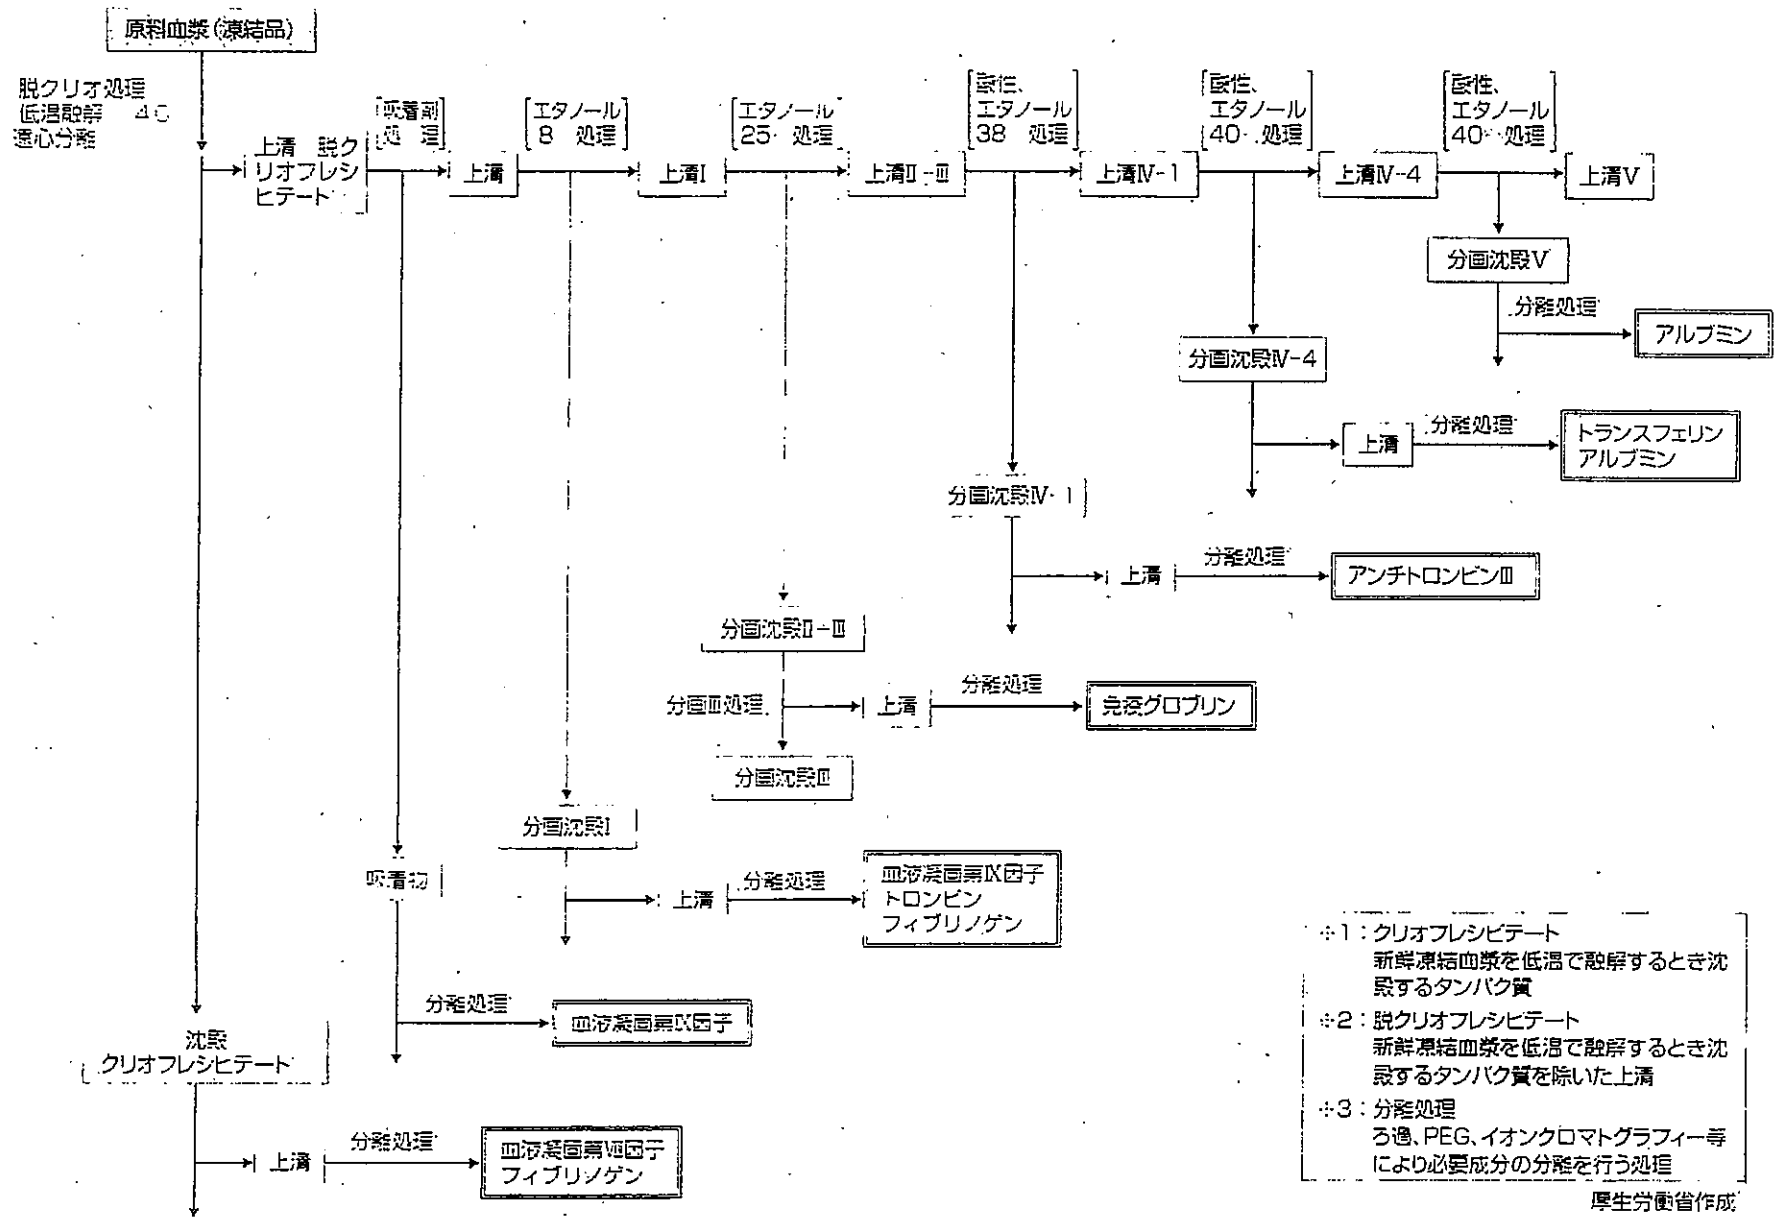 原料血漿(凍結品)
脱クリオ処理
低温融解 4C
遠心分離
[吸着剤
処 理]
[エタノール
8 処理]
[エタノール
25 処理]
[酸性、
エタノール
38 処理]
[酸性、
エタノール
40 処理]
[酸性、
エタノール
40 処理]
上清 脱ク
リオフレシ
ヒテート
上清
上清Ⅰ
上清Ⅱ-Ⅲ
上清Ⅳ-1
上清Ⅳ-4
上清Ⅴ
分画沈殿Ⅴ
分離処理
アルブミン
分画沈殿Ⅳ-4
上清
分離処理
トランスフェリン
アルブミン
分画沈殿Ⅳ-1
上清
分離処理
アンチトロンビンⅢ
分画沈殿Ⅱ+Ⅲ
分画Ⅲ処理
上清
分離処理
免疫グロブリン
分画沈殿Ⅲ
分画沈殿Ⅰ
上清
分離処理
血液凝固第Ⅸ因子
トロンビン
フィブリノゲン
吸着物
分離処理
血液凝固第Ⅸ因子
沈殿
クリオフレシヒテート
上清
分離処理
血液凝固第Ⅷ因子
フィブリノゲン
※1:クリオフレシピテート
新鮮凍結血漿を低温で融解するとき沈
殿するタンパク質
※2:脱クリオフレシピテート
新鮮凍結血漿を低温で融解するとき沈
殿するタンパク質を除いた上清
※3:分離処理
ろ過、PEG、イオンクロマトグラフィー等
により必要成分の分離を行う処理
厚生労働省作成